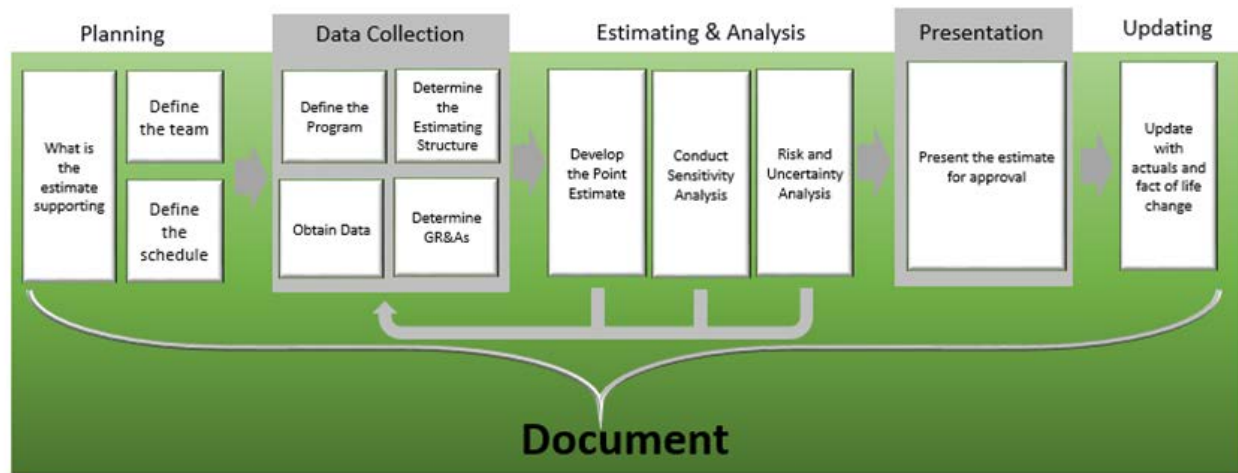 Planning
Data Collection
Estimating & Analysis
Presentation
Updating
What is
the
estimate
supporting
Define
the team
Define
the
schedule
Define the
Program
Determine
the
Estimating
Structure
Obtain Data
Determine
GR&As
Develop
the Point
Estimate
Conduct
Sensitivity
Analysis
Risk and
Uncertainty
Analysis
Present the estimate
for approval
Update
with
actuals and
fact of life
change
Document